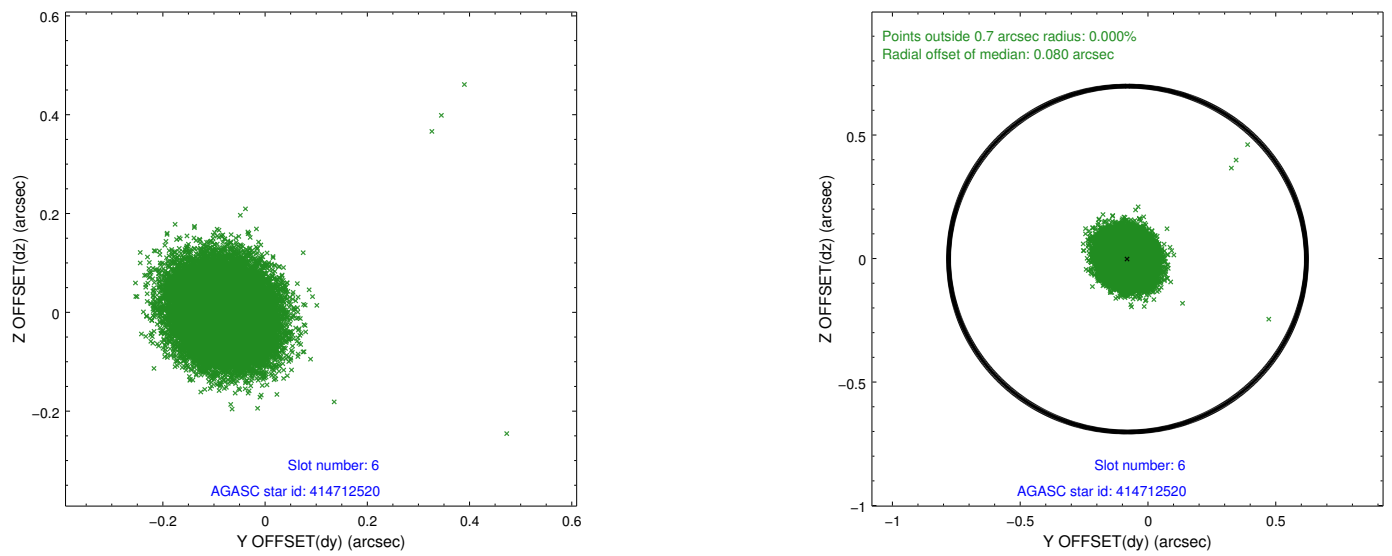 0.6
0.4
0.2
0
−0.2
−0.2
0
0.2
0.4
0.6
Z OFFSET(dz) (arcsec)
Y OFFSET(dy) (arcsec)
Slot number: 6
AGASC star id: 414712520
Points outside 0.7 arcsec radius: 0.000%
Radial offset of median: 0.080 arcsec
0.5
0
−0.5
−1
−1
−0.5
0
0.5
Z OFFSET(dz) (arcsec)
Y OFFSET(dy) (arcsec)
Slot number: 6
AGASC star id: 414712520